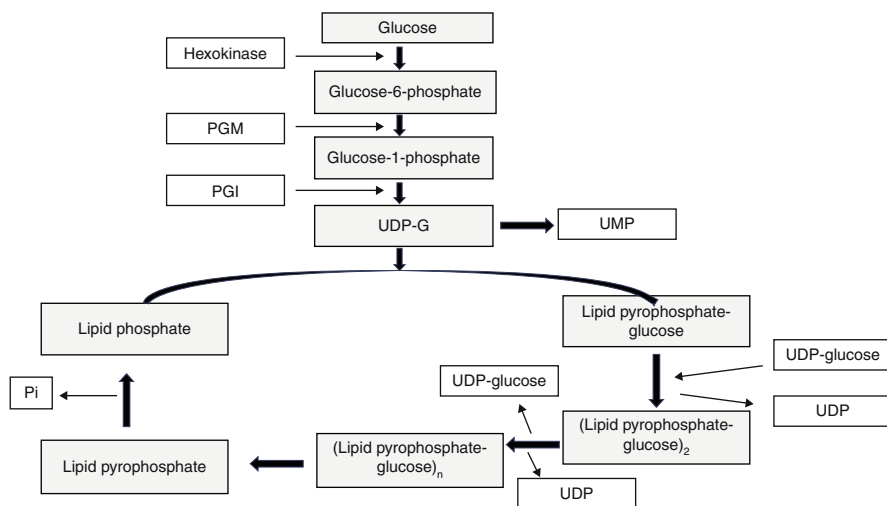 Glucose
Hexokinase
Glucose-6-phosphate
PGM
Glucose-1-phosphate
PGI
UDP-G
UMP
Lipid phosphate
Lipid pyrophosphate-
glucose
UDP-glucose
UDP-glucose
Pi
UDP
(Lipid pyrophosphate-
glucose)2
(Lipid pyrophosphate-
glucose)n
Lipid pyrophosphate
UDP